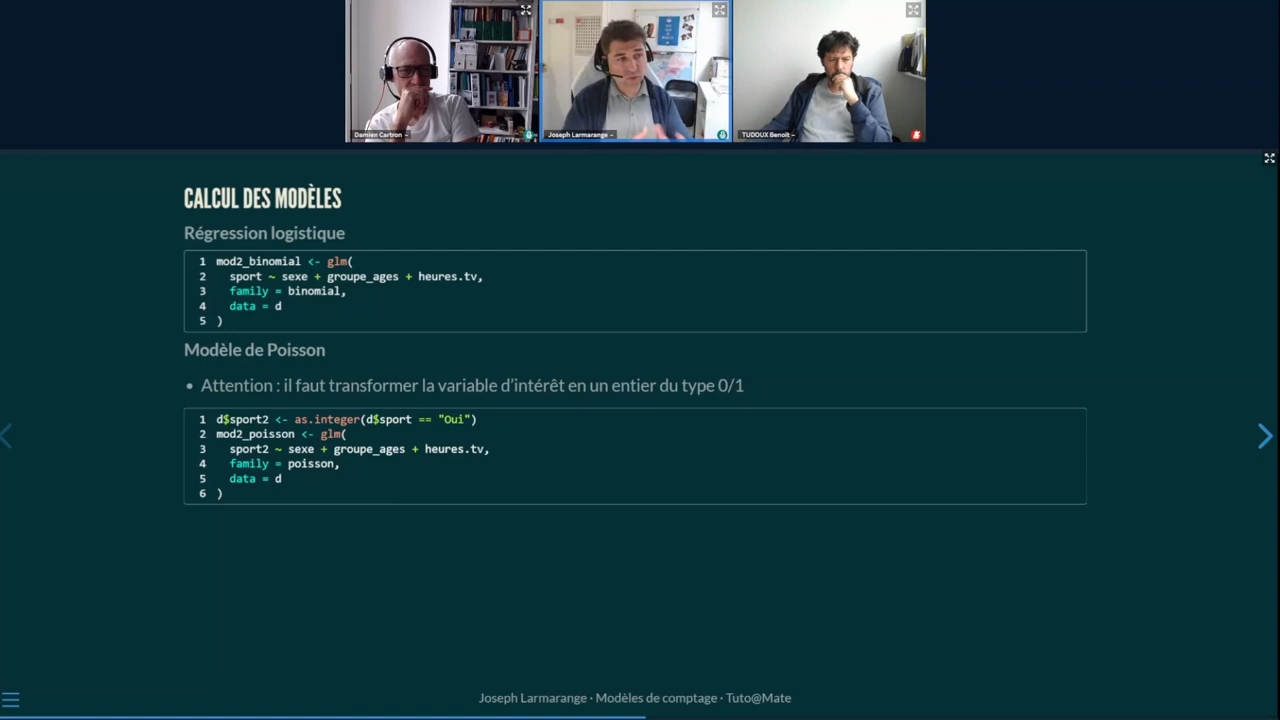 Damien Cartron –
Joseph Larmarange –
TUDOUX Benoit –
CALCUL DES MODÈLES
Régression logistique
1 mod2_binomial <- glm(
2 sport ~ sexe + groupe_ages + heures.tv,
3 family = binomial,
4 data = d
5 )
Modèle de Poisson
• Attention : il faut transformer la variable d'intérêt en un entier du type 0/1
1 d$sport2 <- as.integer(d$sport == "Oui")
2 mod2_poisson <- glm(
3 sport2 ~ sexe + groupe_ages + heures.tv,
4 family = poisson,
5 data = d
6 )
Joseph Larmarange · Modèles de comptage · Tuto@Mate